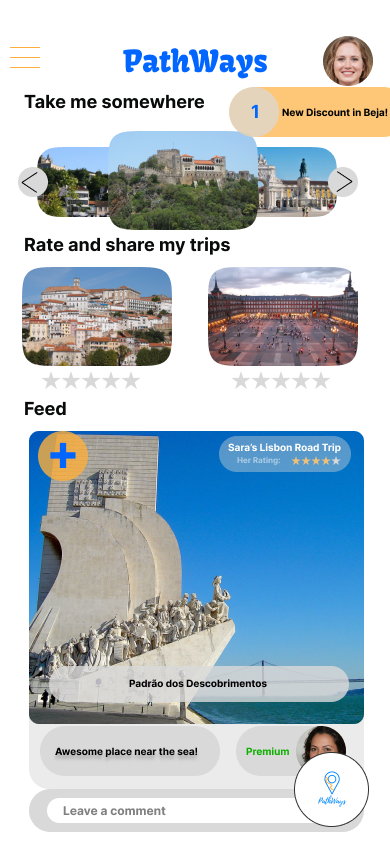 PathWays
Take me somewhere
1
New Discount in Beja!
Rate and share my trips
Feed
Sara's Lisbon Road Trip
Her Rating:
Padrão dos Descobrimentos
Awesome place near the sea!
Premium
PathWays
Leave a comment